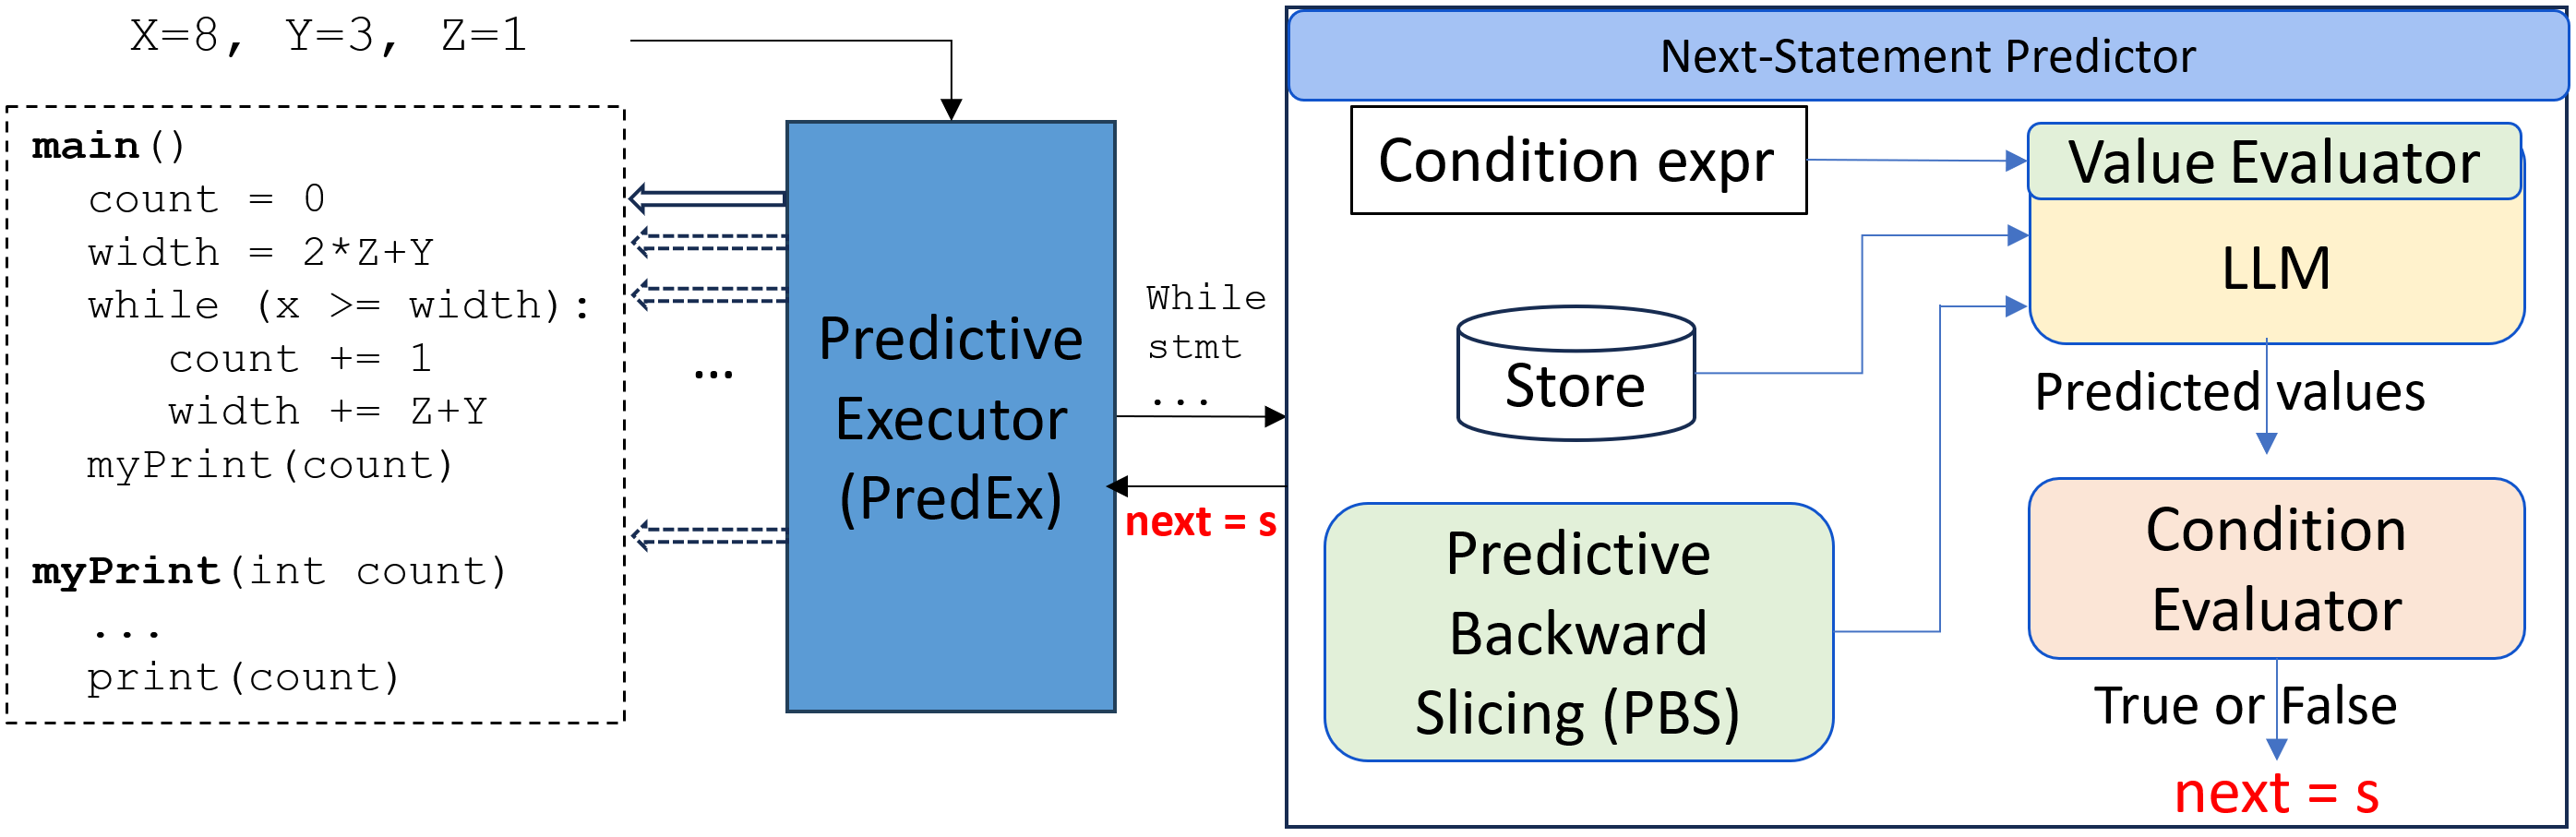 X=8, Y=3, Z=1
main()
count = 0
width = 2*Z+Y
while (x >= width):
count += 1
width += Z+Y
myPrint(count)
myPrint(int count)
...
print(count)
...
Predictive
Executor
(PredEx)
While
stmt
...
next = s
Next-Statement Predictor
Condition expr
Value Evaluator
LLM
Store
Predicted values
Predictive
Backward
Slicing (PBS)
Condition
Evaluator
True or False
next = s